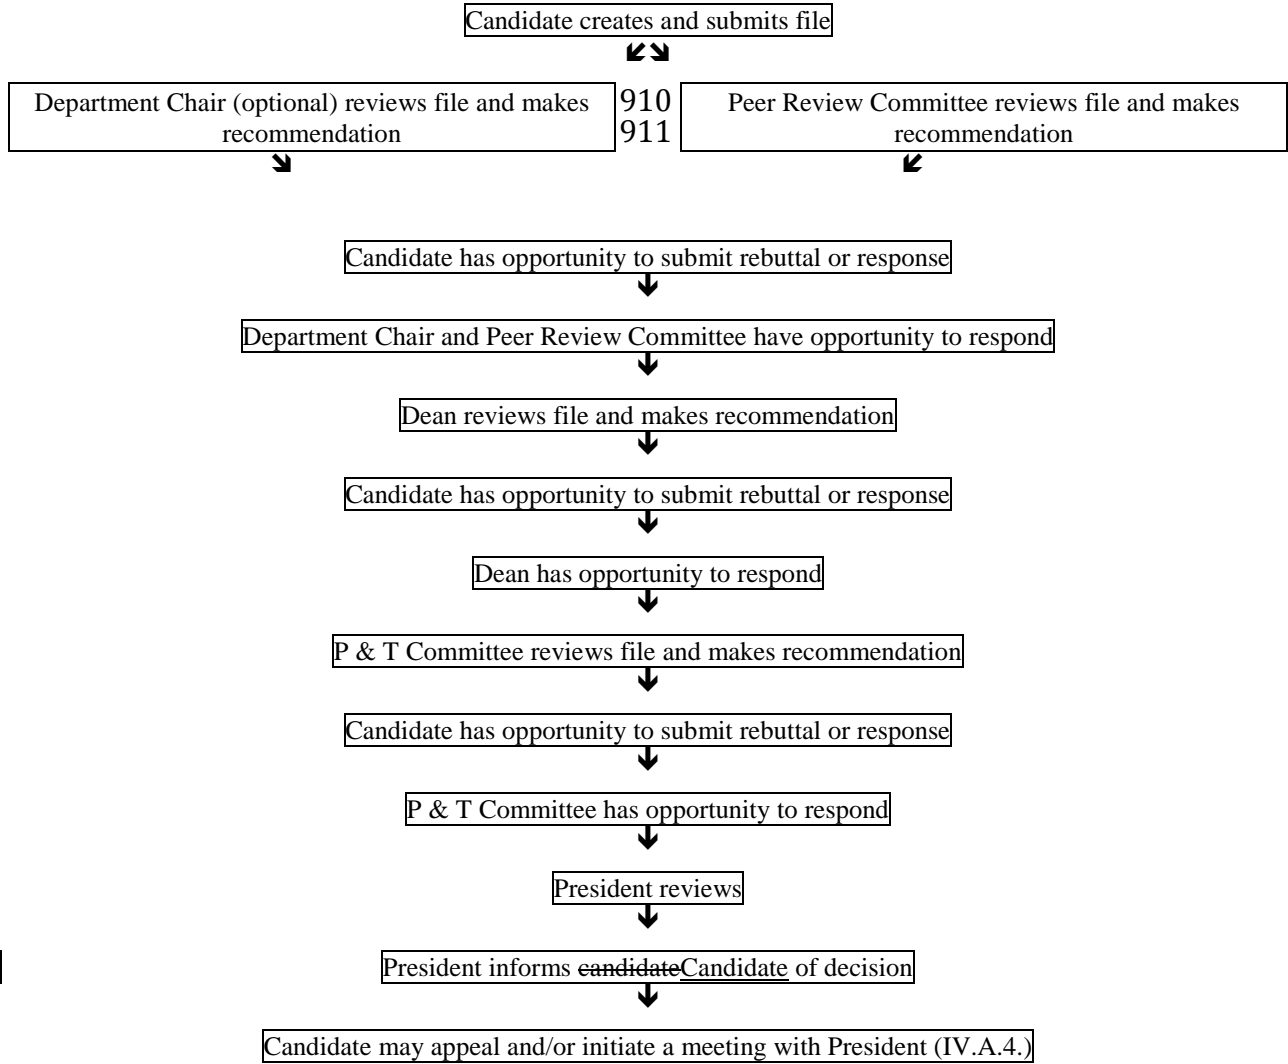 Candidate creates and submits file
Department Chair (optional) reviews file and makes
recommendation
910
911
Peer Review Committee reviews file and makes
recommendation
Candidate has opportunity to submit rebuttal or response
Department Chair and Peer Review Committee have opportunity to respond
Dean reviews file and makes recommendation
Candidate has opportunity to submit rebuttal or response
Dean has opportunity to respond
P & T Committee reviews file and makes recommendation
Candidate has opportunity to submit rebuttal or response
P & T Committee has opportunity to respond
President reviews
President informs candidateCandidate of decision
Candidate may appeal and/or initiate a meeting with President (IV.A.4.)